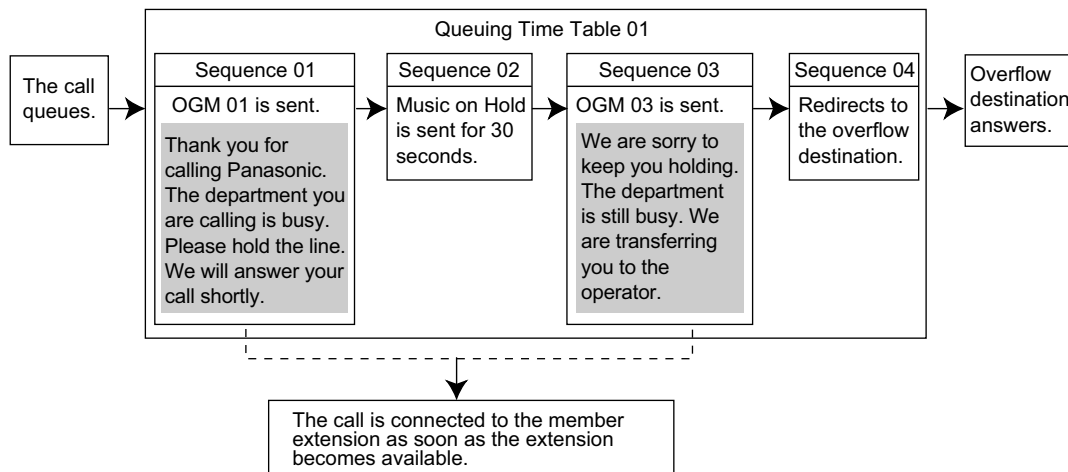 Queuing Time Table 01
The call
queues.
Sequence 01
OGM 01 is sent.
Thank you for
calling Panasonic.
The department you
are calling is busy.
Please hold the line.
We will answer your
call shortly.
Sequence 02
Music on Hold
is sent for 30
seconds.
Sequence 03
OGM 03 is sent.
We are sorry to
keep you holding.
The department
is still busy. We
are transferring
you to the
operator.
Sequence 04
Redirects to
the overflow
destination.
Overflow
destination
answers.
The call is connected to the member
extension as soon as the extension
becomes available.